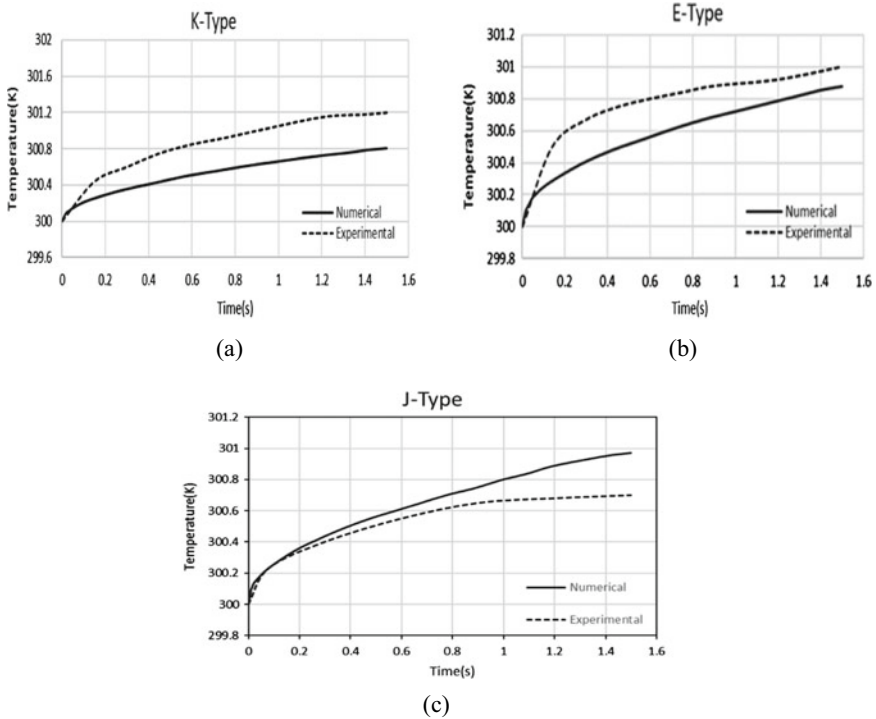 K-Type
302
301.6
301.2
300.8
300.4
300
299.6
Temperature(K)
0 0.2 0.4 0.6 0.8 1 1.2 1.4 1.6
Time(s)
Numerical
Experimental
(a)
E-Type
301.2
301
300.8
300.6
300.4
300.2
300
299.8
Temperature(K)
0 0.2 0.4 0.6 0.8 1 1.2 1.4 1.6
Time(s)
Numerical
Experimental
(b)
J-Type
301.2
301
300.8
300.6
300.4
300.2
300
299.8
Temperature(K)
0 0.2 0.4 0.6 0.8 1 1.2 1.4 1.6
Time(s)
Numerical
Experimental
(c)